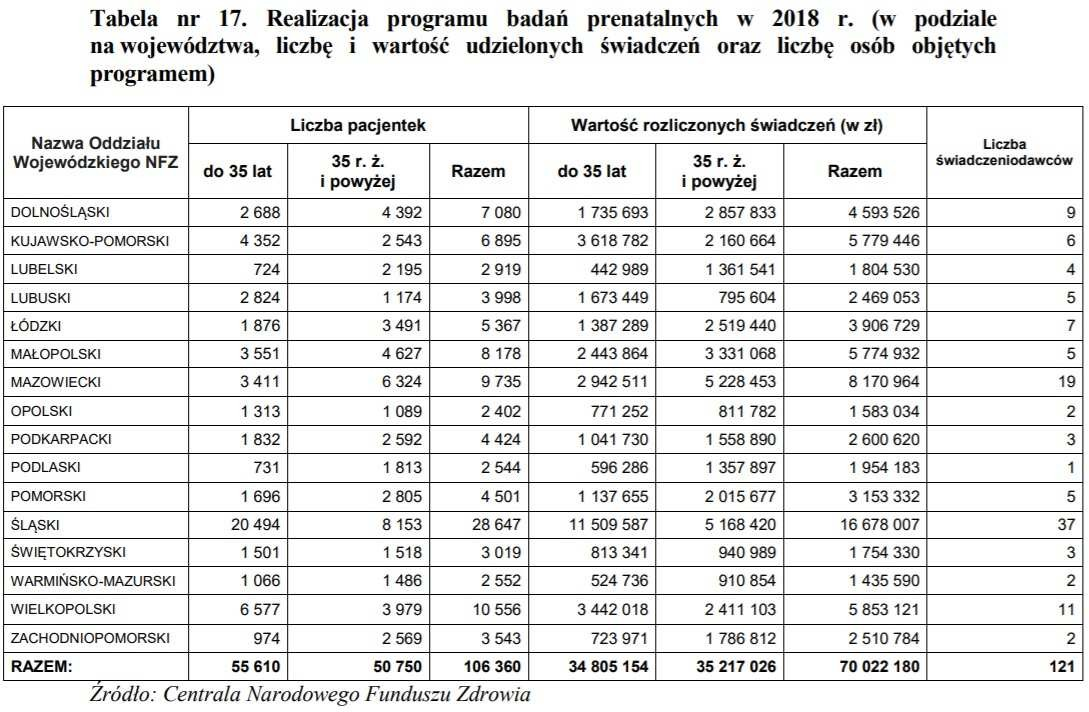 Tabela nr 17. Realizacja programu badań prenatalnych w 2018 r. (w podziale
na województwa, liczbę i wartość udzielonych świadczeń oraz liczbę osób objętych
programem)
Nazwa Oddziału Wojewódzkiego NFZ | Liczba pacjentek | Wartość rozliczonych świadczeń (w zł) | Liczba świadczeniodawców
do 35 lat | 35 r. ż. i powyżej | Razem | do 35 lat | 35 r. ż. i powyżej | Razem
DOLNOŚLĄSKI | 2 688 | 4 392 | 7 080 | 1 735 693 | 2 857 833 | 4 593 526 | 9
KUJAWSKO-POMORSKI | 4 352 | 2 543 | 6 895 | 3 618 782 | 2 160 664 | 5 779 446 | 6
LUBELSKI | 724 | 2 195 | 2 919 | 442 989 | 1 361 541 | 1 804 530 | 4
LUBUSKI | 2 824 | 1 174 | 3 998 | 1 673 449 | 795 604 | 2 469 053 | 5
ŁÓDZKI | 1 876 | 3 491 | 5 367 | 1 387 289 | 2 519 440 | 3 906 729 | 7
MAŁOPOLSKI | 3 551 | 4 627 | 8 178 | 2 443 864 | 3 331 068 | 5 774 932 | 5
MAZOWIECKI | 3 411 | 6 324 | 9 735 | 2 942 511 | 5 228 453 | 8 170 964 | 19
OPOLSKI | 1 313 | 1 089 | 2 402 | 771 252 | 811 782 | 1 583 034 | 2
PODKARPACKI | 1 832 | 2 592 | 4 424 | 1 041 730 | 1 558 890 | 2 600 620 | 3
PODLASKI | 731 | 1 813 | 2 544 | 596 286 | 1 357 897 | 1 954 183 | 1
POMORSKI | 1 696 | 2 805 | 4 501 | 1 137 655 | 2 015 677 | 3 153 332 | 5
ŚLĄSKI | 20 494 | 8 153 | 28 647 | 11 509 587 | 5 168 420 | 16 678 007 | 37
ŚWIĘTOKRZYSKI | 1 501 | 1 518 | 3 019 | 813 341 | 940 989 | 1 754 330 | 3
WARMIŃSKO-MAZURSKI | 1 066 | 1 486 | 2 552 | 524 736 | 910 854 | 1 435 590 | 2
WIELKOPOLSKI | 6 577 | 3 979 | 10 556 | 3 442 018 | 2 411 103 | 5 853 121 | 11
ZACHODNIOPOMORSKI | 974 | 2 569 | 3 543 | 723 971 | 1 786 812 | 2 510 784 | 2
RAZEM: | 55 610 | 50 750 | 106 360 | 34 805 154 | 35 217 026 | 70 022 180 | 121
Źródło: Centrala Narodowego Funduszu Zdrowia